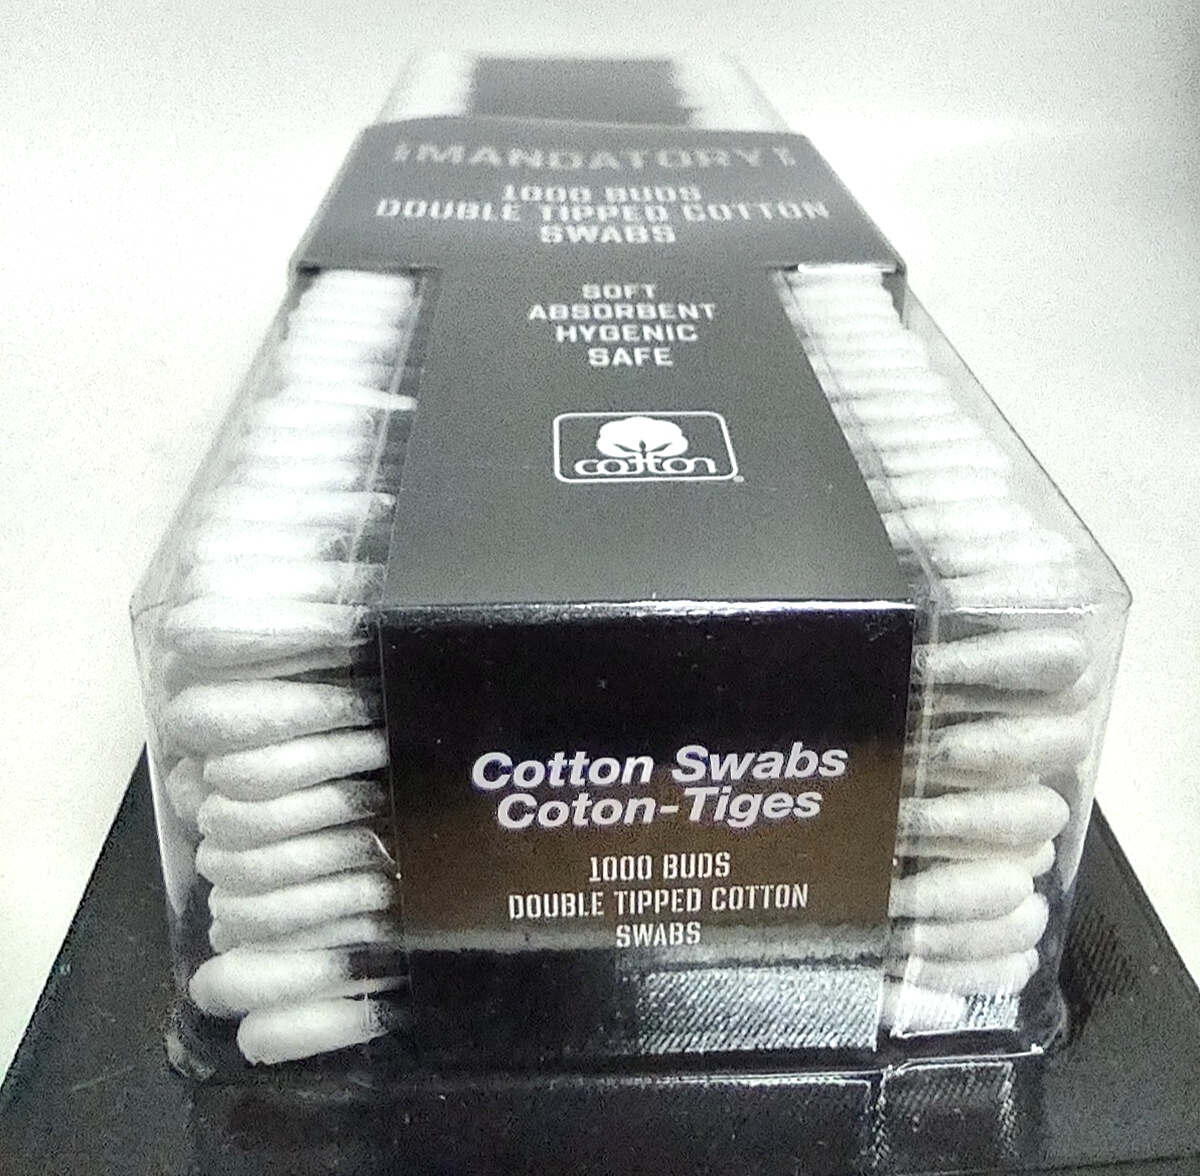 MANDATORY
1000 BUDS
DOUBLE TIPPED COTTON
SWABS
SOFT
ABSORBENT
HYGENIC
SAFE
cotton
Cotton Swabs
Coton-Tiges
1000 BUDS
DOUBLE TIPPED COTTON
SWABS